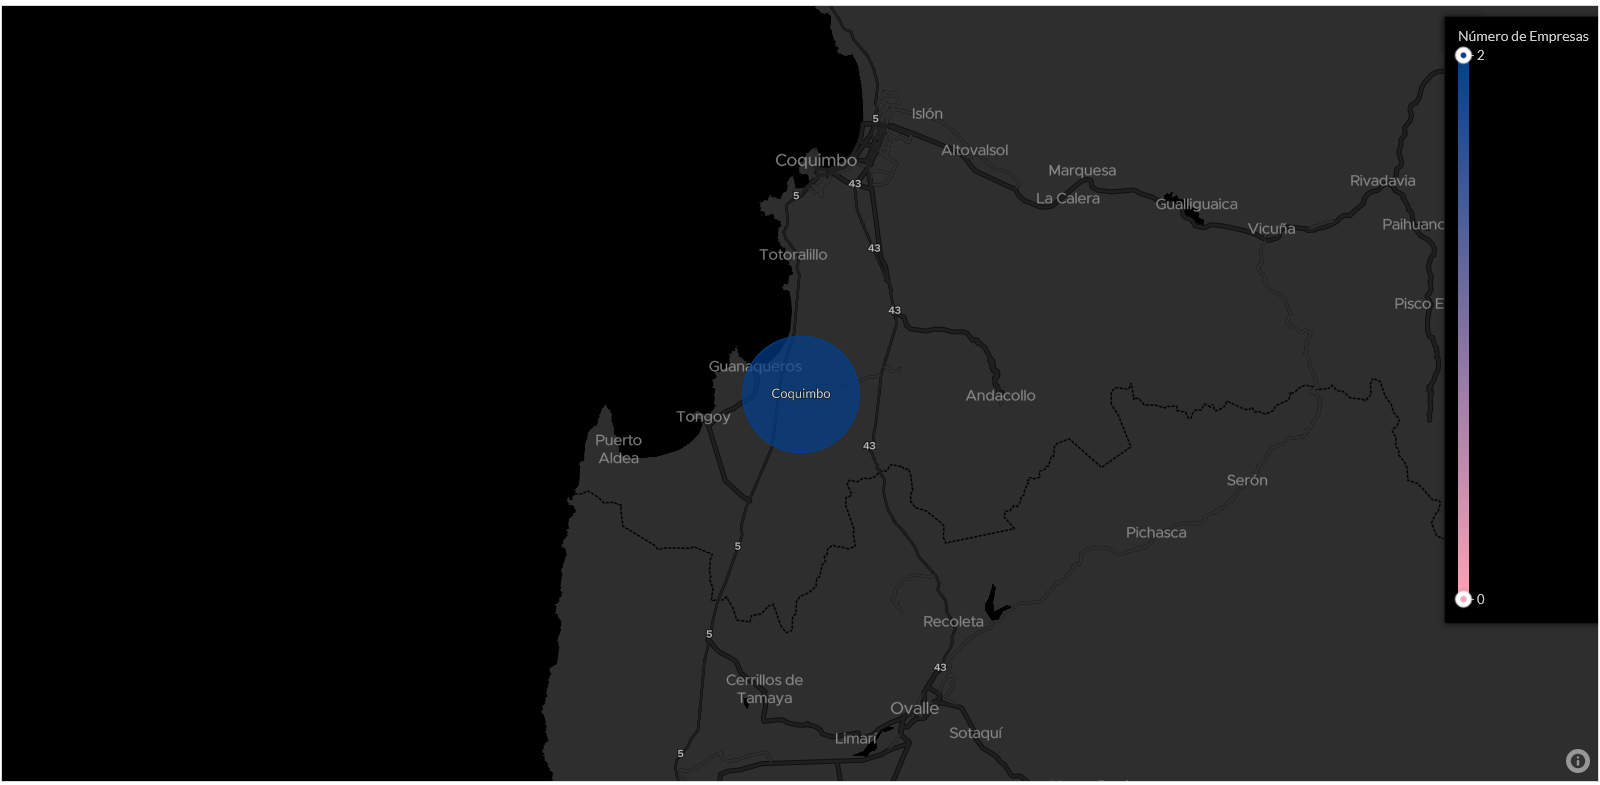 Número de Empresas
2
5
Islón
Altovalsol
Coquimbo
Marquesa
43
Rivadavia
5
La Calera
Gualliguaica
Vicuña
Paihuano
43
Totoralillo
Pisco E
43
Guanaqueros
Coquimbo
Andacollo
Tongoy
Puerto
Aldea
43
Serón
Pichasca
5
0
Recoleta
5
43
Cerrillos de
Tamaya
Ovalle
Limarí
Sotaquí
5